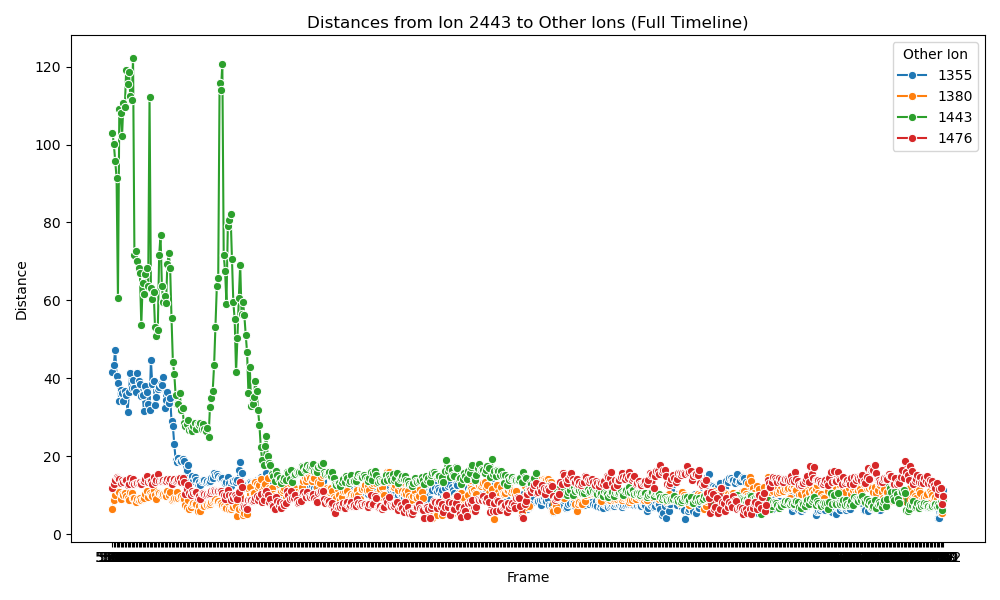 Distances from Ion 2443 to Other Ions (Full Timeline)
Other Ion
1355
1380
1443
1476
120
100
80
60
40
20
0
Distance
Frame